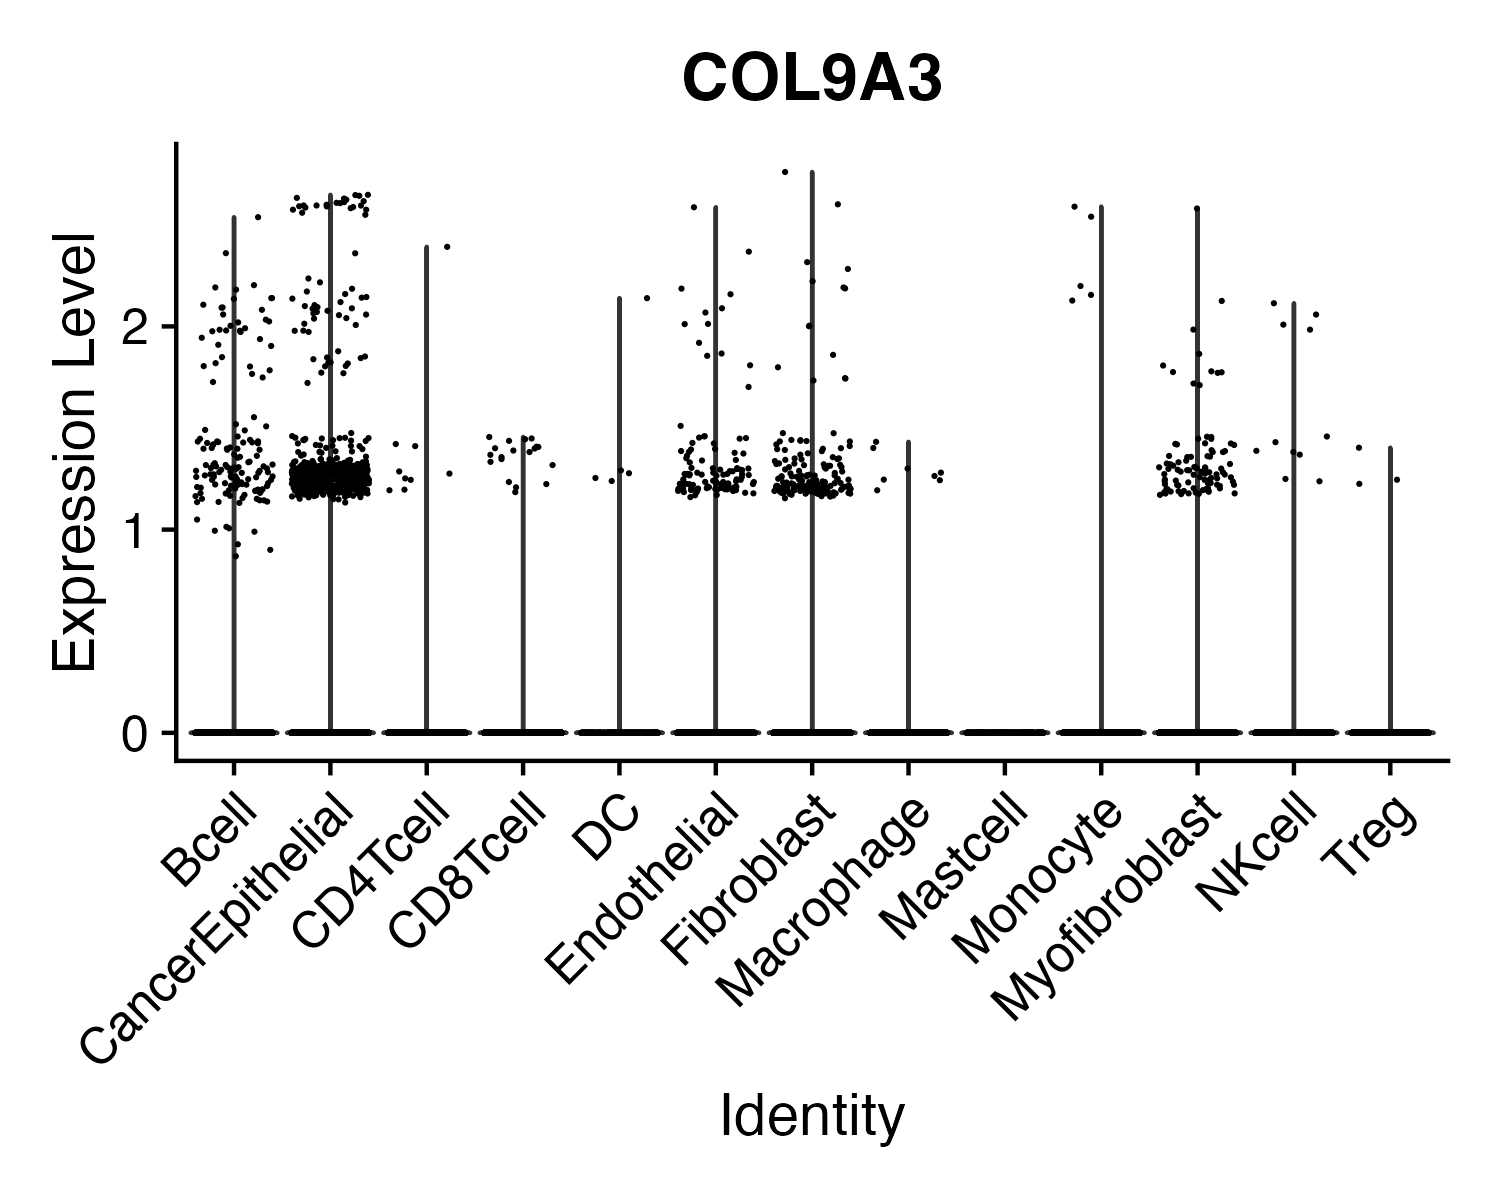 COL9A3
Expression Level
2
1
0
Bcell
CancerEpithelial
CD4Tcell
CD8Tcell
DC
Endothelial
Fibroblast
Macrophage
Mastcell
Monocyte
Myofibroblast
NKcell
Treg
Identity